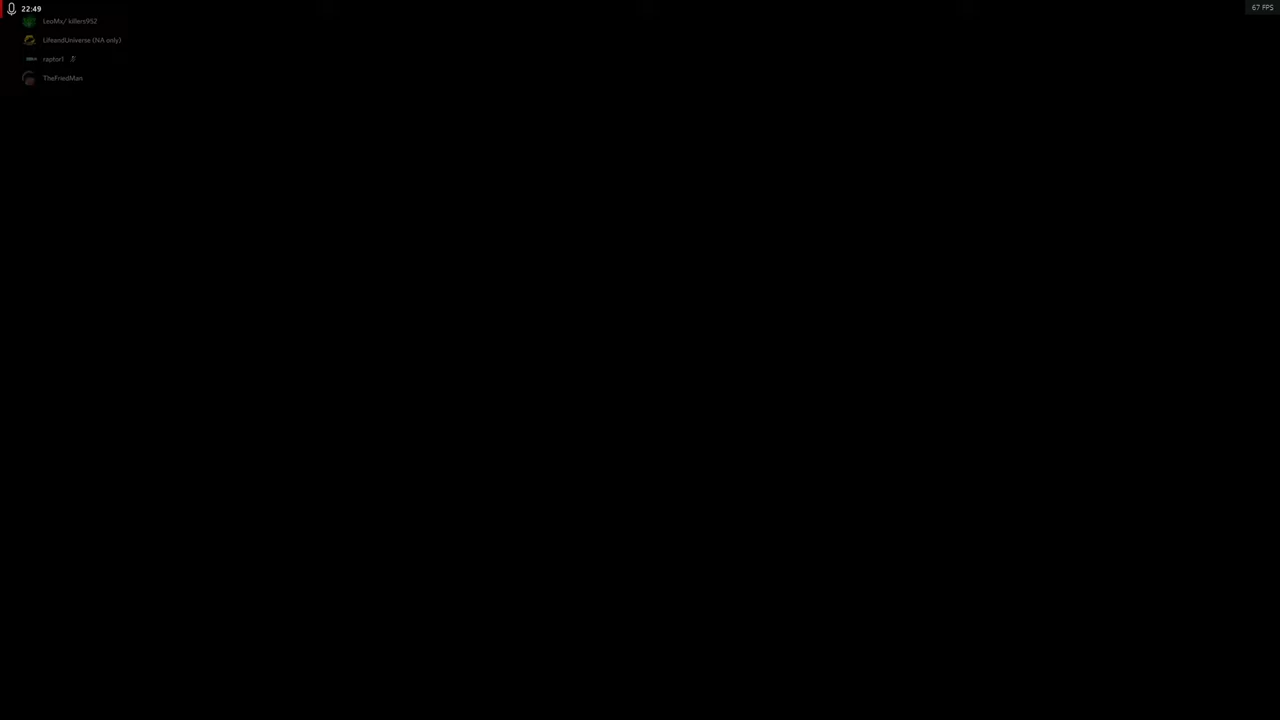 22:49
67 FPS
LeoMs/ killers952
LifeandUniverse (NA only)
raptor1
TheFriedMan